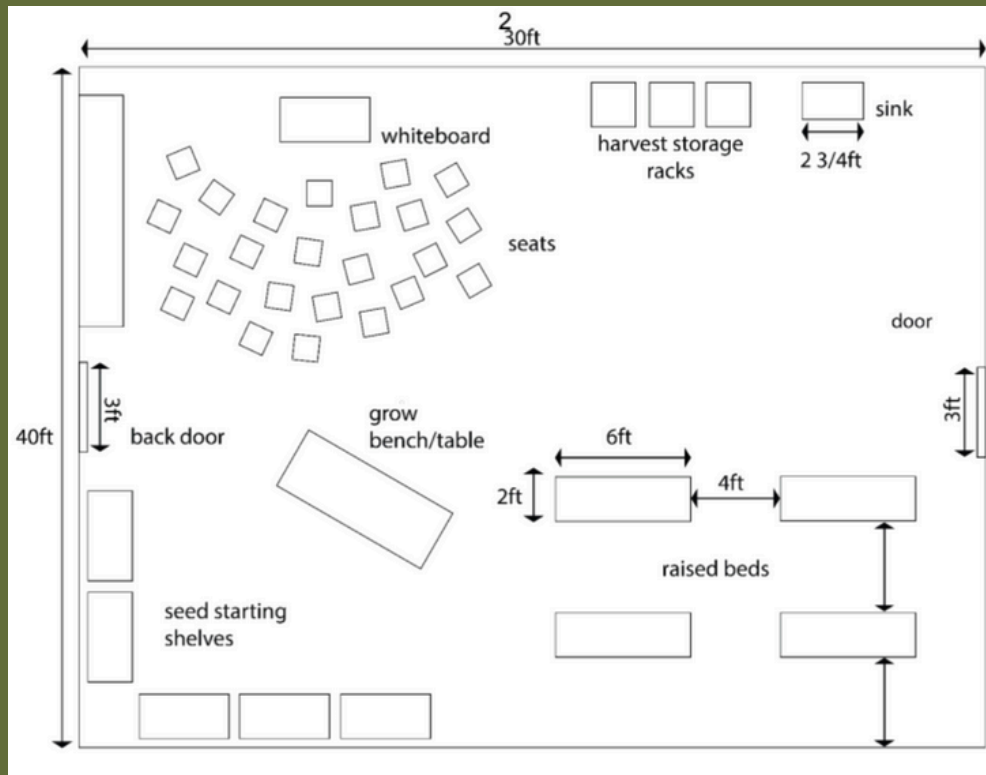 2
30ft
whiteboard
harvest storage
racks
sink
2 3/4ft
seats
door
3ft
back door
40ft
grow
bench/table
3ft
6ft
2ft
4ft
raised beds
seed starting
shelves